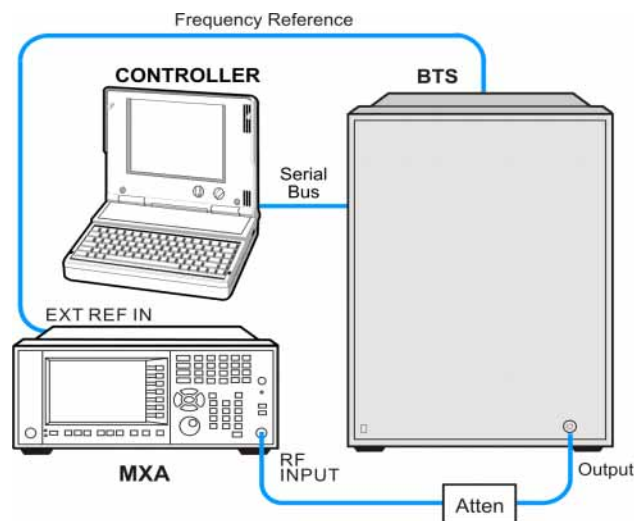 Frequency Reference
CONTROLLER
BTS
Serial
Bus
EXT REF IN
MXA
RF
INPUT
Output
Atten